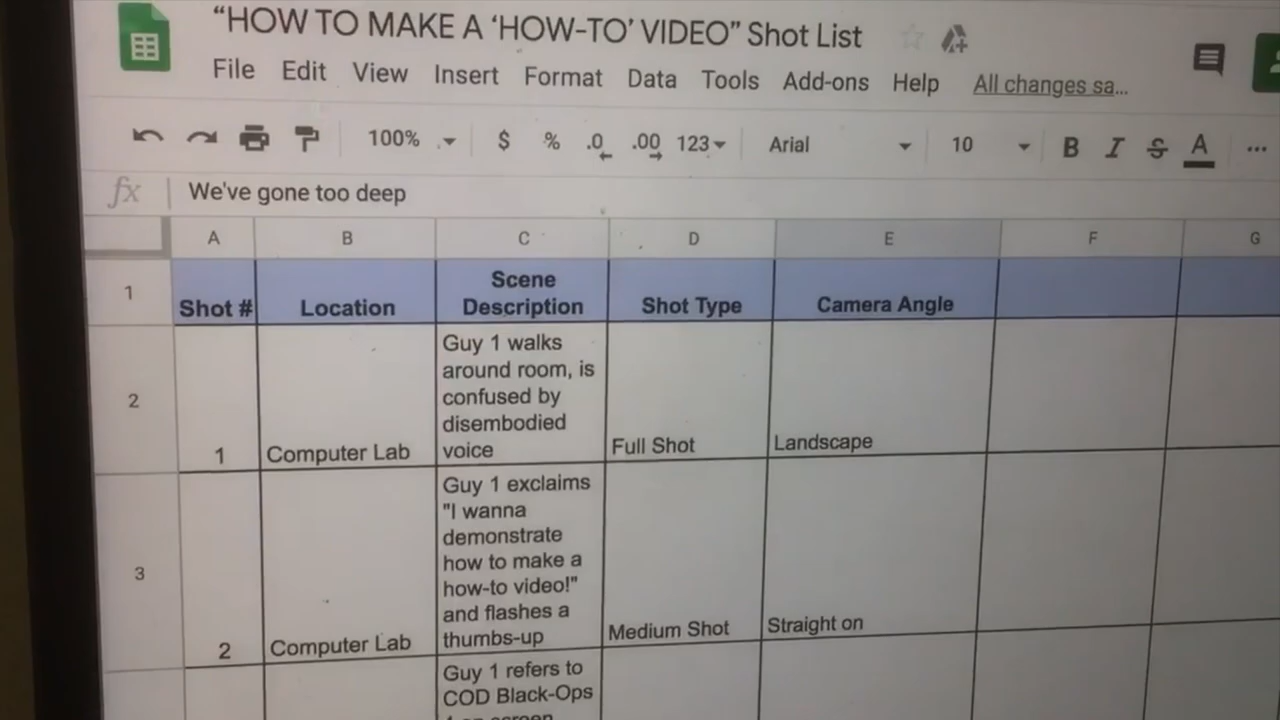 “HOW TO MAKE A ‘HOW-TO’ VIDEO” Shot List
File Edit View Insert Format Data Tools Add-ons Help All changes sa...
100% $ % .0 .00 123 Arial 10 B I S A ...
fx We've gone too deep
A B C D E F G
1 Shot # Location Scene Description Shot Type Camera Angle
2 1 Computer Lab
Guy 1 walks
around room, is
confused by
disembodied
voice
Full Shot Landscape
3 2 Computer Lab
Guy 1 exclaims
"I wanna
demonstrate
how to make a
how-to video!"
and flashes a
thumbs-up
Medium Shot Straight on
Guy 1 refers to
COD Black-Ops